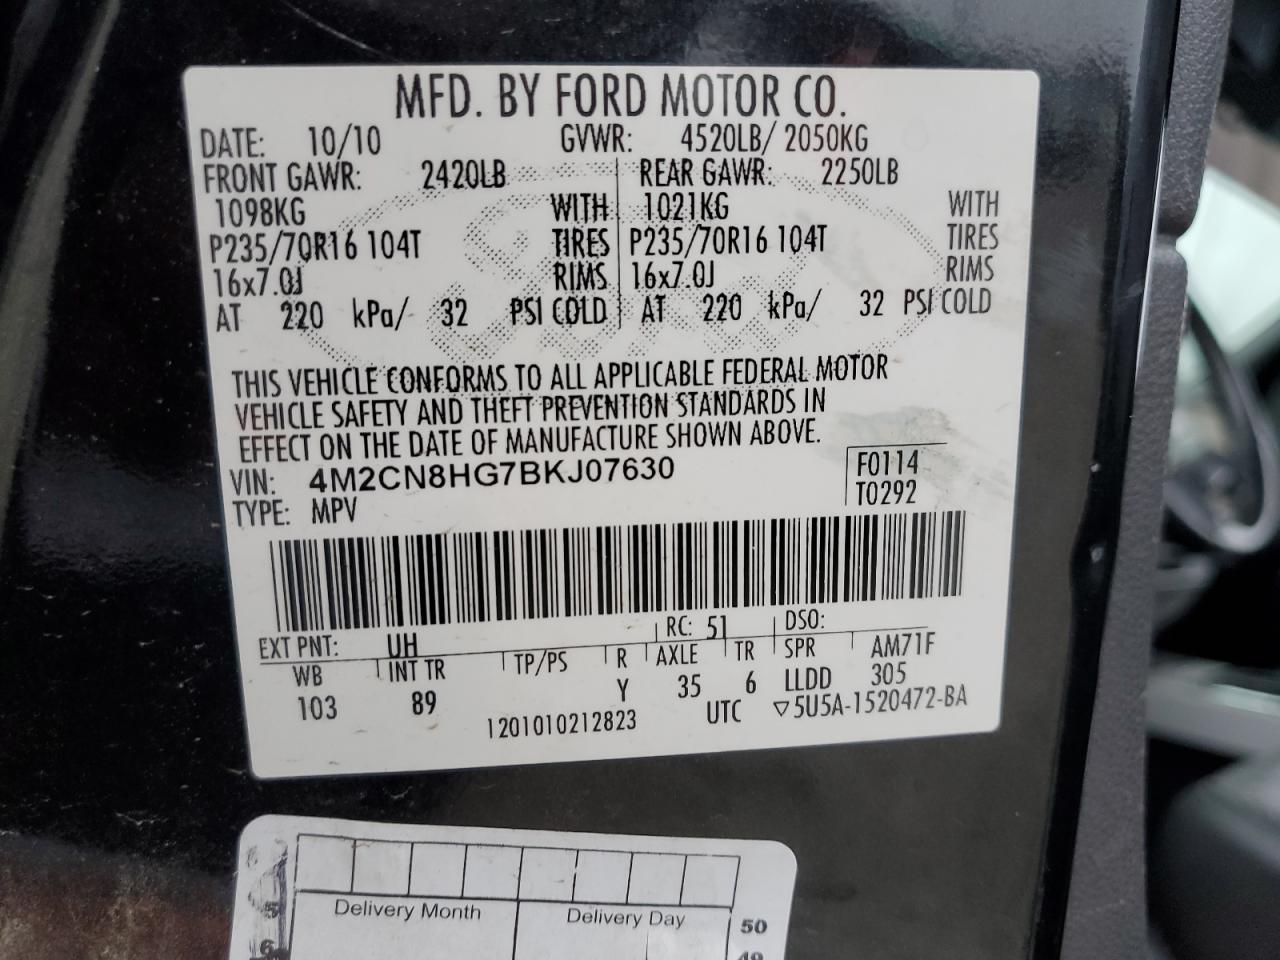 MFD. BY FORD MOTOR CO.
DATE: 10/10 GVWR: 4520LB/ 2050KG
FRONT GAWR: 2420LB REAR GAWR: 2250LB
1098KG WITH 1021KG WITH
P235/70R16 104T TIRES P235/70R16 104T TIRES
16x7.0J RIMS 16x7.0J RIMS
AT 220 kPa/ 32 PSI COLD AT 220 kPa/ 32 PSI COLD
THIS VEHICLE CONFORMS TO ALL APPLICABLE FEDERAL MOTOR
VEHICLE SAFETY AND THEFT PREVENTION STANDARDS IN
EFFECT ON THE DATE OF MANUFACTURE SHOWN ABOVE.
VIN: 4M2CN8HG7BKJ07630 F0114
TYPE: MPV T0292
EXT PNT: UH RC: 51 DSO:
WB INT TR TP/PS R AXLE TR SPR AM71F
103 89 Y 35 6 LLDD 305
1201010212823 UTC ▽5U5A-1520472-BA
Delivery Month Delivery Day 50